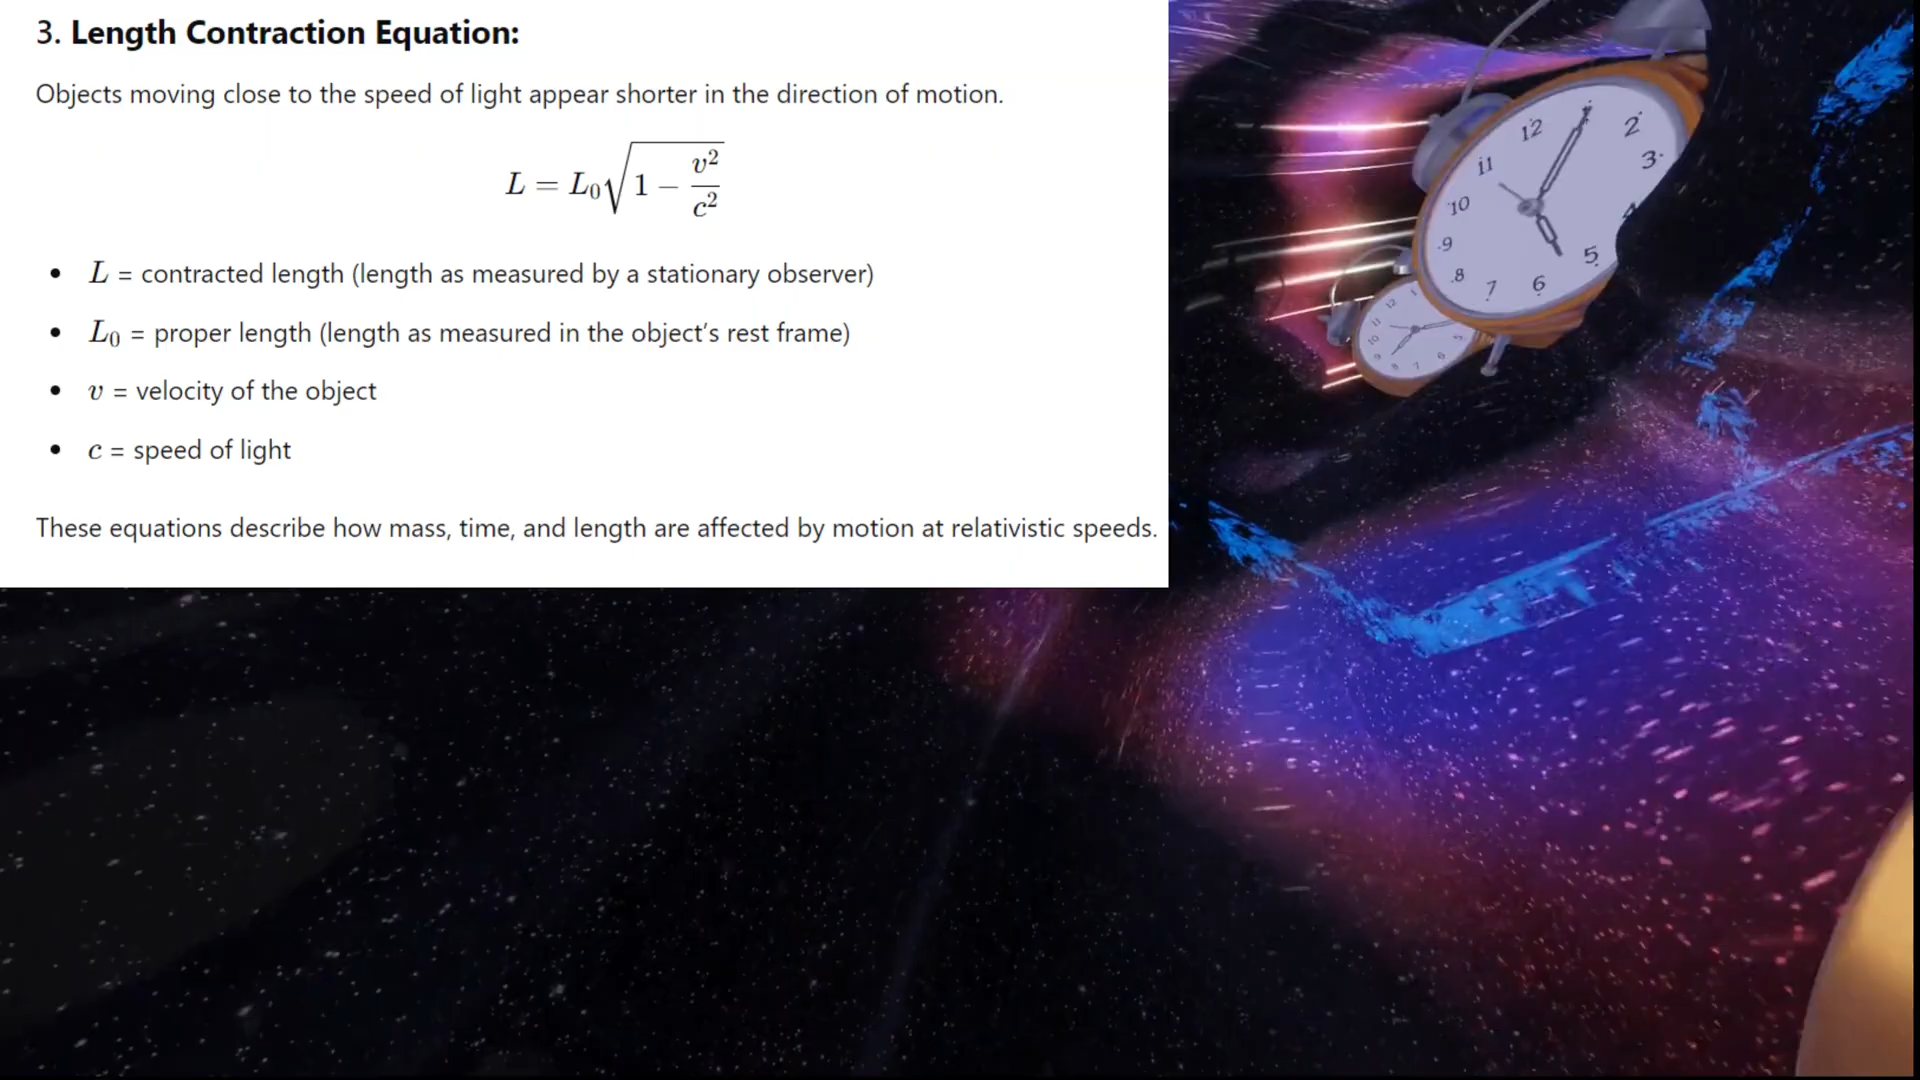 3. Length Contraction Equation:
Objects moving close to the speed of light appear shorter in the direction of motion.
L = L₀√(1 − v²/c²)
• L = contracted length (length as measured by a stationary observer)
• L₀ = proper length (length as measured in the object’s rest frame)
• v = velocity of the object
• c = speed of light
These equations describe how mass, time, and length are affected by motion at relativistic speeds.
12
2
11
3
10
4
9
5
8
7
6